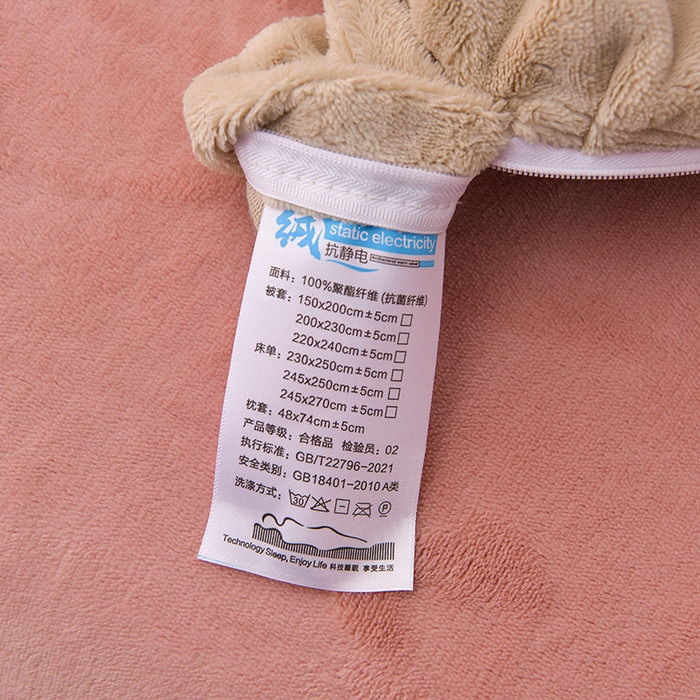 绒 static electricity
抗静电
面料: 100%聚酯纤维(抗菌纤维)
被套: 150x200cm±5cm
200x230cm±5cm
220x240cm±5cm
床单: 230x250cm±5cm
245x250cm±5cm
245x270cm ±5cm
枕套: 48x74cm±5cm
产品等级: 合格品 检验员: 02
执行标准: GB/T22796-2021
安全类别: GB18401-2010 A类
洗涤方式: 30 P
Technology Sleep, Enjoy Life 科技睡眠 享受生活